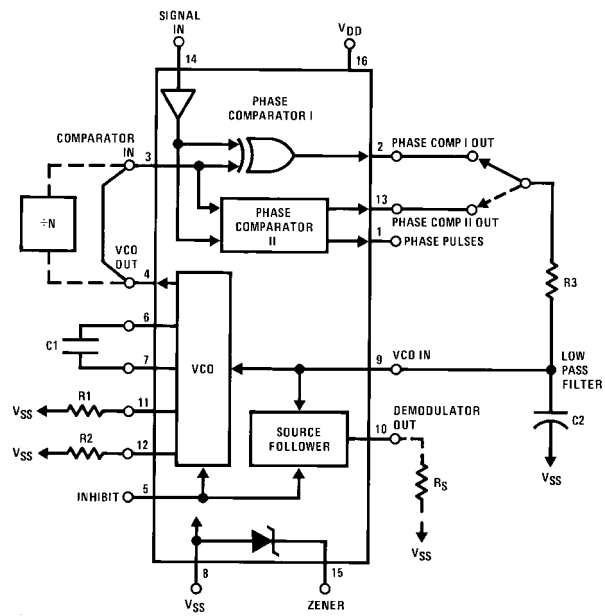 SIGNAL
IN
14
VDD
16
PHASE
COMPARATOR I
COMPARATOR
IN
3
2
PHASE COMP I OUT
÷N
13
PHASE COMP II OUT
PHASE
COMPARATOR
II
1
PHASE PULSES
VCO
OUT
4
R3
6
C1
7
VCO
9
VCO IN
LOW
PASS
FILTER
VSS
R1
11
C2
VSS
R2
12
SOURCE
FOLLOWER
10
DEMODULATOR
OUT
VSS
INHIBIT
5
RS
VSS
8
15
VSS
ZENER